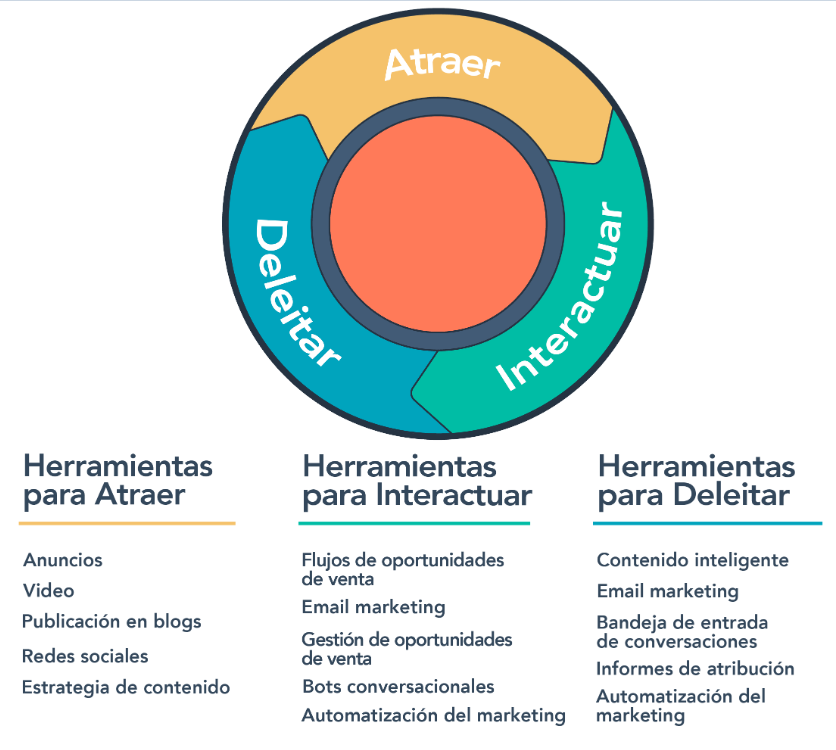 Atraer
Interactuar
Deleitar
Herramientas
para Atraer
Anuncios
Video
Publicación en blogs
Redes sociales
Estrategia de contenido
Herramientas
para Interactuar
Flujos de oportunidades
de venta
Email marketing
Gestión de oportunidades
de venta
Bots conversacionales
Automatización del marketing
Herramientas
para Deleitar
Contenido inteligente
Email marketing
Bandeja de entrada
de conversaciones
Informes de atribución
Automatización del
marketing